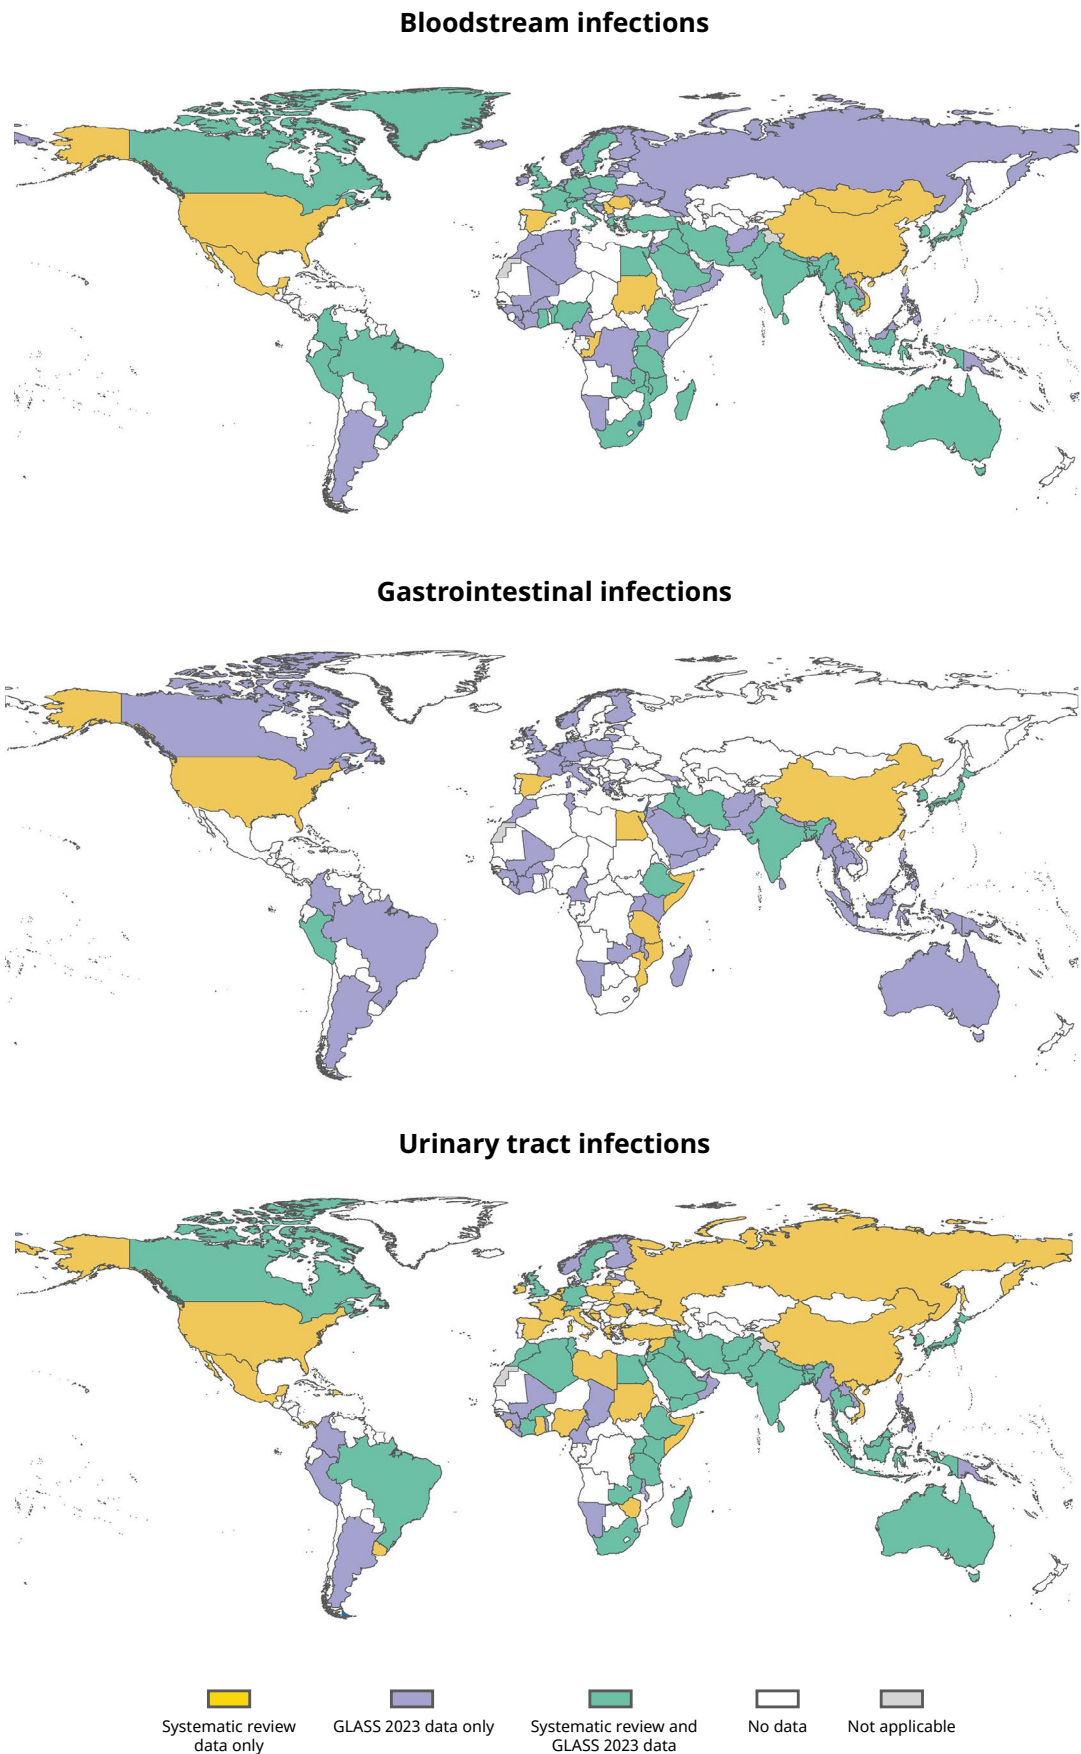 Bloodstream infections
Gastrointestinal infections
Urinary tract infections
Systematic review
data only
GLASS 2023 data only
Systematic review and
GLASS 2023 data
No data
Not applicable